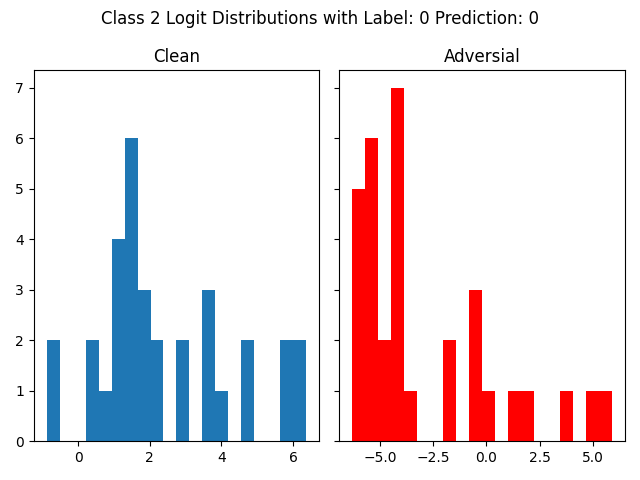 Class 2 Logit Distributions with Label: 0 Prediction: 0
Clean
Adversial
7
6
5
4
3
2
1
0
0 2 4 6
−5.0 −2.5 0.0 2.5 5.0